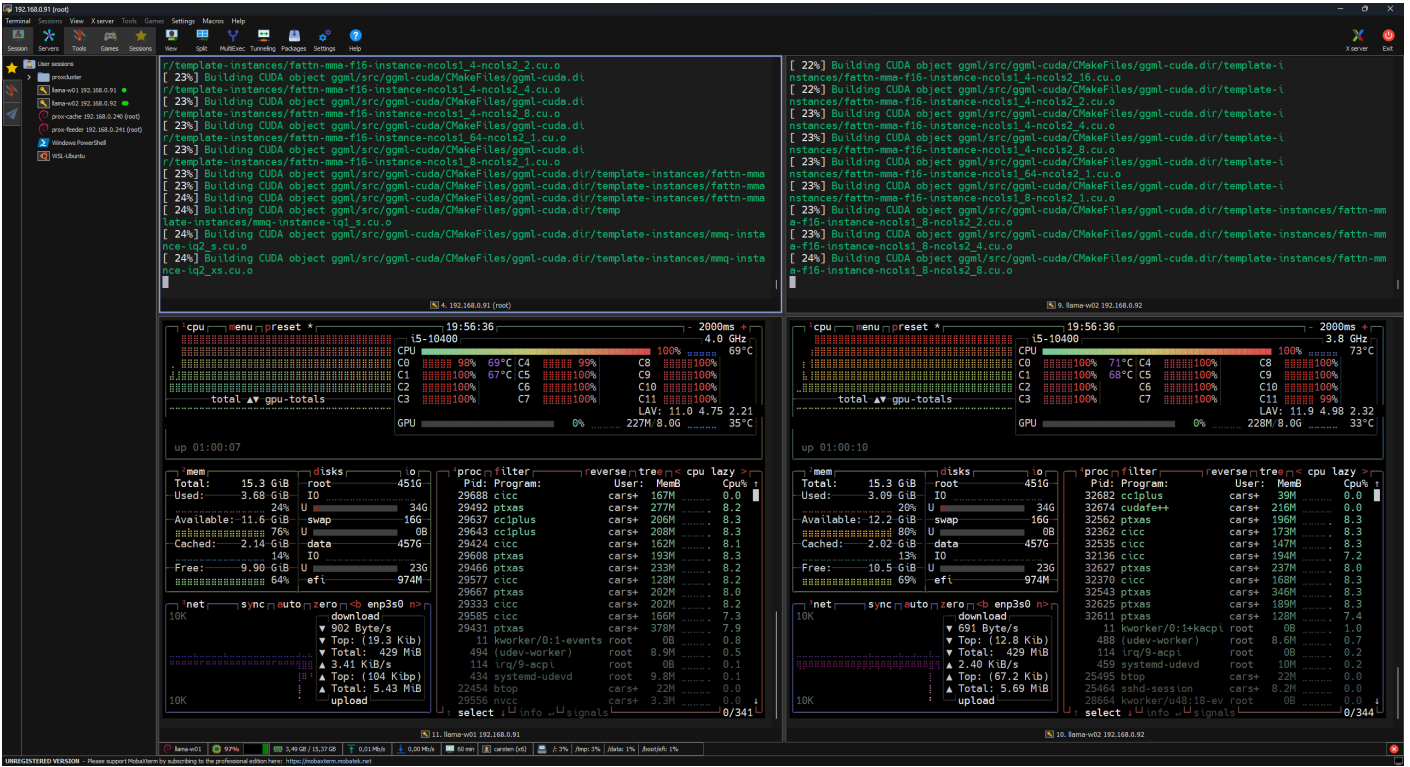 192.168.0.91 (root)
Terminal Sessions View X server Tools Games Settings Macros Help
Session Servers Tools Games Sessions View Split MultiExec Tunneling Packages Settings Help X server Exit
User sessions
proxcluster
llama-w01 192.168.0.91
llama-w02 192.168.0.92
prox-cache 192.168.0.240 (root)
prox-feeder 192.168.0.241 (root)
Windows PowerShell
WSL-Ubuntu
r/template-instances/fattn-mma-f16-instance-ncols1_4-ncols2_2.cu.o
[ 23%] Building CUDA object ggml/src/ggml-cuda/CMakeFiles/ggml-cuda.di
r/template-instances/fattn-mma-f16-instance-ncols1_4-ncols2_4.cu.o
[ 23%] Building CUDA object ggml/src/ggml-cuda/CMakeFiles/ggml-cuda.di
r/template-instances/fattn-mma-f16-instance-ncols1_4-ncols2_8.cu.o
[ 23%] Building CUDA object ggml/src/ggml-cuda/CMakeFiles/ggml-cuda.di
r/template-instances/fattn-mma-f16-instance-ncols1_64-ncols2_1.cu.o
[ 23%] Building CUDA object ggml/src/ggml-cuda/CMakeFiles/ggml-cuda.di
r/template-instances/fattn-mma-f16-instance-ncols1_8-ncols2_1.cu.o
[ 23%] Building CUDA object ggml/src/ggml-cuda/CMakeFiles/ggml-cuda.dir/template-instances/fattn-mma
[ 23%] Building CUDA object ggml/src/ggml-cuda/CMakeFiles/ggml-cuda.dir/template-instances/fattn-mma
[ 24%] Building CUDA object ggml/src/ggml-cuda/CMakeFiles/ggml-cuda.dir/template-instances/fattn-mma
[ 24%] Building CUDA object ggml/src/ggml-cuda/CMakeFiles/ggml-cuda.dir/temp
late-instances/mmq-instance-iq1_s.cu.o
[ 24%] Building CUDA object ggml/src/ggml-cuda/CMakeFiles/ggml-cuda.dir/template-instances/mmq-insta
nce-iq2_s.cu.o
[ 24%] Building CUDA object ggml/src/ggml-cuda/CMakeFiles/ggml-cuda.dir/template-instances/mmq-insta
nce-iq2_xs.cu.o
4. 192.168.0.91 (root)
[ 22%] Building CUDA object ggml/src/ggml-cuda/CMakeFiles/ggml-cuda.dir/template-i
nstances/fattn-mma-f16-instance-ncols1_4-ncols2_16.cu.o
[ 22%] Building CUDA object ggml/src/ggml-cuda/CMakeFiles/ggml-cuda.dir/template-i
nstances/fattn-mma-f16-instance-ncols1_4-ncols2_2.cu.o
[ 23%] Building CUDA object ggml/src/ggml-cuda/CMakeFiles/ggml-cuda.dir/template-i
nstances/fattn-mma-f16-instance-ncols1_4-ncols2_4.cu.o
[ 23%] Building CUDA object ggml/src/ggml-cuda/CMakeFiles/ggml-cuda.dir/template-i
nstances/fattn-mma-f16-instance-ncols1_4-ncols2_8.cu.o
[ 23%] Building CUDA object ggml/src/ggml-cuda/CMakeFiles/ggml-cuda.dir/template-i
nstances/fattn-mma-f16-instance-ncols1_64-ncols2_1.cu.o
[ 23%] Building CUDA object ggml/src/ggml-cuda/CMakeFiles/ggml-cuda.dir/template-i
nstances/fattn-mma-f16-instance-ncols1_8-ncols2_1.cu.o
[ 23%] Building CUDA object ggml/src/ggml-cuda/CMakeFiles/ggml-cuda.dir/template-instances/fattn-mm
a-f16-instance-ncols1_8-ncols2_2.cu.o
[ 23%] Building CUDA object ggml/src/ggml-cuda/CMakeFiles/ggml-cuda.dir/template-instances/fattn-mm
a-f16-instance-ncols1_8-ncols2_4.cu.o
[ 24%] Building CUDA object ggml/src/ggml-cuda/CMakeFiles/ggml-cuda.dir/template-instances/fattn-mm
a-f16-instance-ncols1_8-ncols2_8.cu.o
9. llama-w02 192.168.0.92
¹cpu menu preset * 19:56:36 - 2000ms +
i5-10400 4.0 GHz
CPU 100% 69°C
C0 98% 69°C C4 99% C8 100%
C1 100% 67°C C5 100% C9 100%
C2 100% C6 100% C10 100%
C3 100% C7 100% C11 100%
total ▲▼ gpu-totals
LAV: 11.0 4.75 2.21
GPU 0% 227M/8.0G 35°C
up 01:00:07
²mem disks io
Total: 15.3 GiB
Used: 3.68 GiB
24%
Available: 11.6 GiB
76%
Cached: 2.14 GiB
14%
Free: 9.90 GiB
64%
root 451G
IO
U 34G
swap 16G
U 0B
data 457G
IO
U 23G
efi 974M
³net sync auto zero <b enp3s0 n>
10K
download
▼ 902 Byte/s
▼ Top: (19.3 Kib)
▼ Total: 429 MiB
▲ 3.41 KiB/s
▲ Top: (104 Kibp)
▲ Total: 5.43 MiB
10K
upload
⁴proc filter reverse tree < cpu lazy >
Pid: Program: User: MemB Cpu% ↑
29688 cicc cars+ 167M 0.0
29492 ptxas cars+ 277M 8.2
29637 cc1plus cars+ 206M 8.3
29643 cc1plus cars+ 208M 8.3
29424 cicc cars+ 162M 8.1
29608 ptxas cars+ 193M 8.3
29466 ptxas cars+ 233M 8.2
29577 cicc cars+ 128M 8.2
29667 ptxas cars+ 202M 8.0
29333 cicc cars+ 202M 8.2
29585 cicc cars+ 166M 7.3
29431 ptxas cars+ 378M 7.9
11 kworker/0:1-events root 0B 0.8
494 (udev-worker) root 8.9M 0.5
114 irq/9-acpi root 0B 0.1
434 systemd-udevd root 9.8M 0.1
22454 btop cars+ 22M 0.0
29556 nvcc cars+ 3.3M 0.0 ↓
↑ select ↓ info ↵ signals 0/341
11. llama-w01 192.168.0.91
¹cpu menu preset * 19:56:36 - 2000ms +
i5-10400 3.8 GHz
CPU 100% 73°C
C0 100% 71°C C4 100% C8 100%
C1 100% 68°C C5 100% C9 100%
C2 100% C6 100% C10 100%
C3 100% C7 100% C11 99%
total ▲▼ gpu-totals
LAV: 11.9 4.98 2.32
GPU 0% 228M/8.0G 33°C
up 01:00:10
²mem disks io
Total: 15.3 GiB
Used: 3.09 GiB
20%
Available: 12.2 GiB
80%
Cached: 2.02 GiB
13%
Free: 10.5 GiB
69%
root 451G
IO
U 34G
swap 16G
U 0B
data 457G
IO
U 23G
efi 974M
³net sync auto zero <b enp3s0 n>
10K
download
▼ 691 Byte/s
▼ Top: (12.8 Kib)
▼ Total: 429 MiB
▲ 2.40 KiB/s
▲ Top: (67.2 Kib)
▲ Total: 5.69 MiB
10K
upload
⁴proc filter reverse tree < cpu lazy >
Pid: Program: User: MemB Cpu% ↑
32682 cc1plus cars+ 39M 0.0
32674 cudafe++ cars+ 216M 0.0
32562 ptxas cars+ 196M 8.3
32362 cicc cars+ 173M 8.3
32535 cicc cars+ 147M 8.3
32136 cicc cars+ 194M 7.2
32627 ptxas cars+ 237M 8.0
32370 cicc cars+ 168M 8.3
32543 ptxas cars+ 346M 8.3
32625 cicc cars+ 189M 8.3
32611 ptxas cars+ 128M 7.4
11 kworker/0:1+kacpi root 0B 1.0
488 (udev-worker) root 8.6M 0.7
114 irq/9-acpi root 0B 0.2
459 systemd-udevd root 10M 0.2
25495 btop cars+ 22M 0.0
25464 sshd-session cars+ 8.2M 0.0
28664 kworker/u48:18-ev root 0B 0.0 ↓
↑ select ↓ info ↵ signals 0/344
10. llama-w02 192.168.0.92
llama-w01 97% 3,49 GB / 15,37 GB 0,01 Mb/s 0,00 Mb/s 60 min carsten (x6) /: 3% /tmp: 3% /data: 1% /boot/efi: 1%
UNREGISTERED VERSION - Please support MobaXterm by subscribing to the professional edition here: https://mobaxterm.mobatek.net